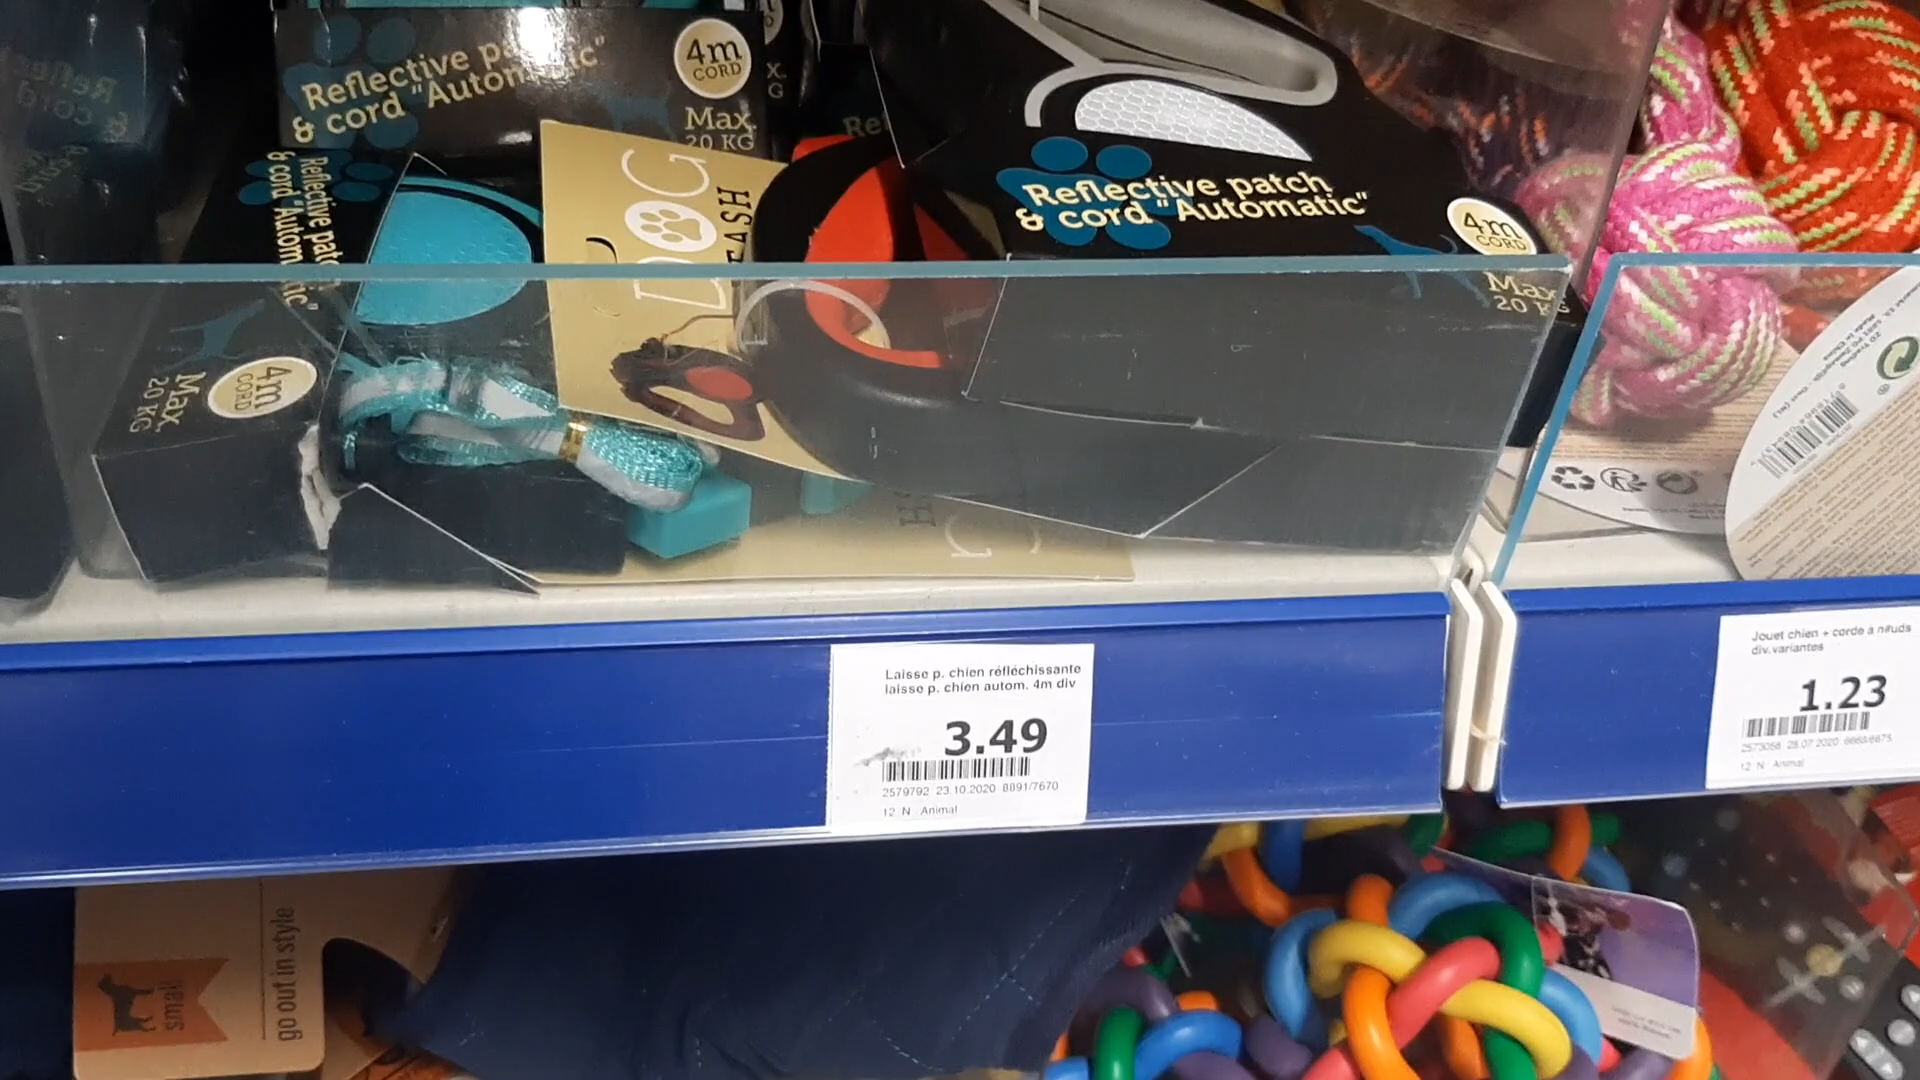 Reflective pa
& cord "Automatic"
4m
CORD
Max.
20 KG
Reflective patch
& cord "Automatic"
4m
CORD
Max
20 KG
Reflective patc
& cord "Automatic"
4m
CORD
Max.
20 KG
DOG
LEASH
Laisse p. chien réfléchissante
laisse p. chien autom. 4m div
3.49
2579792 23.10.2020 8891/7670
12 N Animal
Jouet chien + corde à nœuds
div.variantes
1.23
2573058 28.07.2020 6668/6675
12 N Animal
small
go out in style